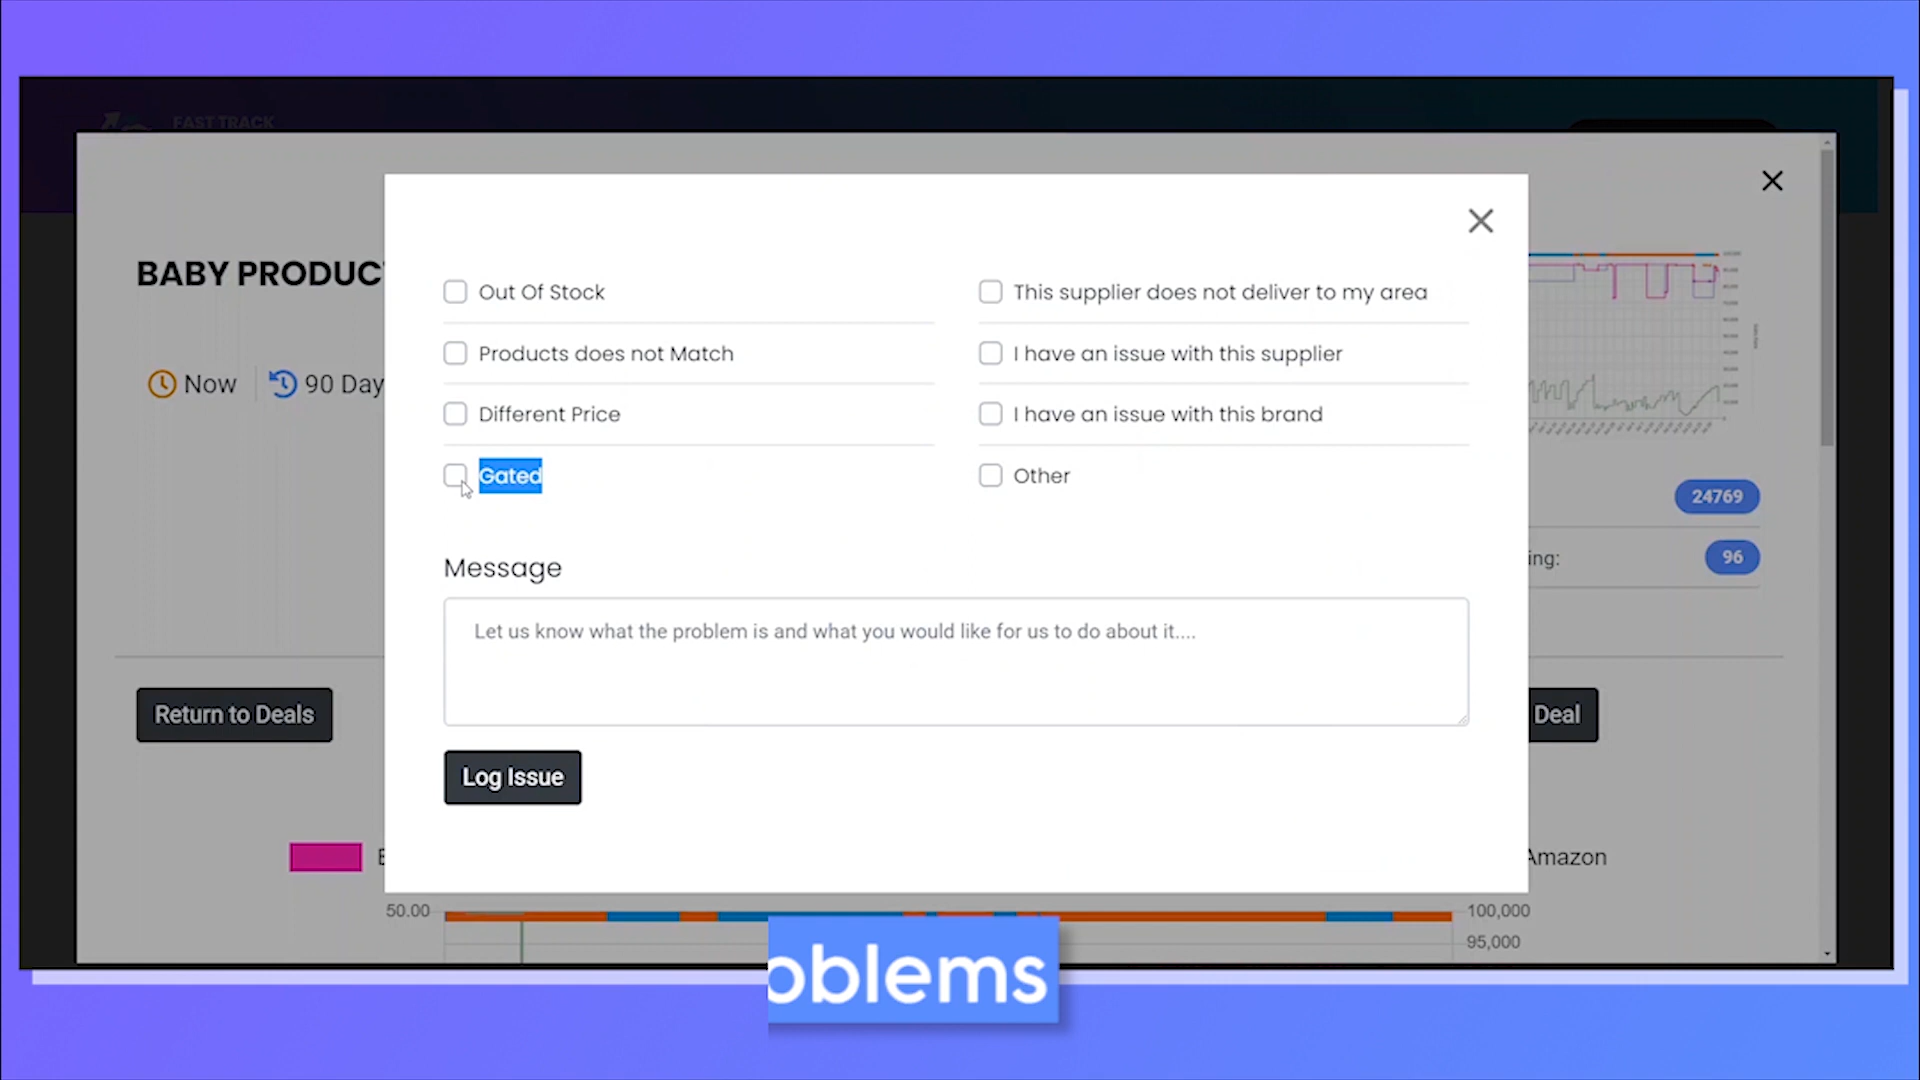 FAST TRACK
BABY PRODUC
Now
90 Day
Out Of Stock
Products does not Match
Different Price
Gated
This supplier does not deliver to my area
I have an issue with this supplier
I have an issue with this brand
Other
Message
Let us know what the problem is and what you would like for us to do about it....
Log Issue
24769
ing:
96
Return to Deals
Deal
Amazon
50.00
100,000
95,000
oblems